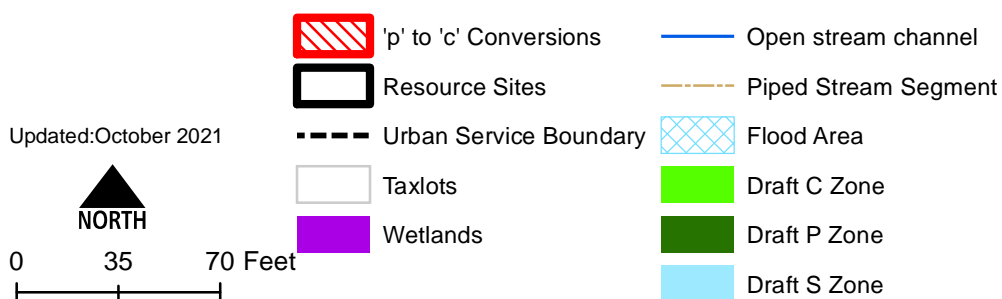 Updated:October 2021
NORTH
0 35 70 Feet
'p' to 'c' Conversions
Resource Sites
Urban Service Boundary
Taxlots
Wetlands
Open stream channel
Piped Stream Segment
Flood Area
Draft C Zone
Draft P Zone
Draft S Zone